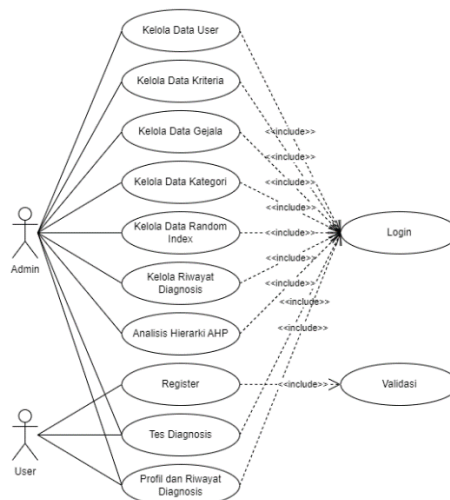 Kelola Data User
Kelola Data Kriteria
<<include>>
Kelola Data Gejala
<<include>>
Kelola Data Kategori
<<include>>
<<include>>
Admin
Kelola Data Random
Index
<<include>>
Login
<<include>>
Kelola Riwayat
Diagnosis
<<include>>
<<include>>
Analisis Hierarki AHP
<<include>>
Register
<<include>>
Validasi
User
Tes Diagnosis
Profil dan Riwayat
Diagnosis